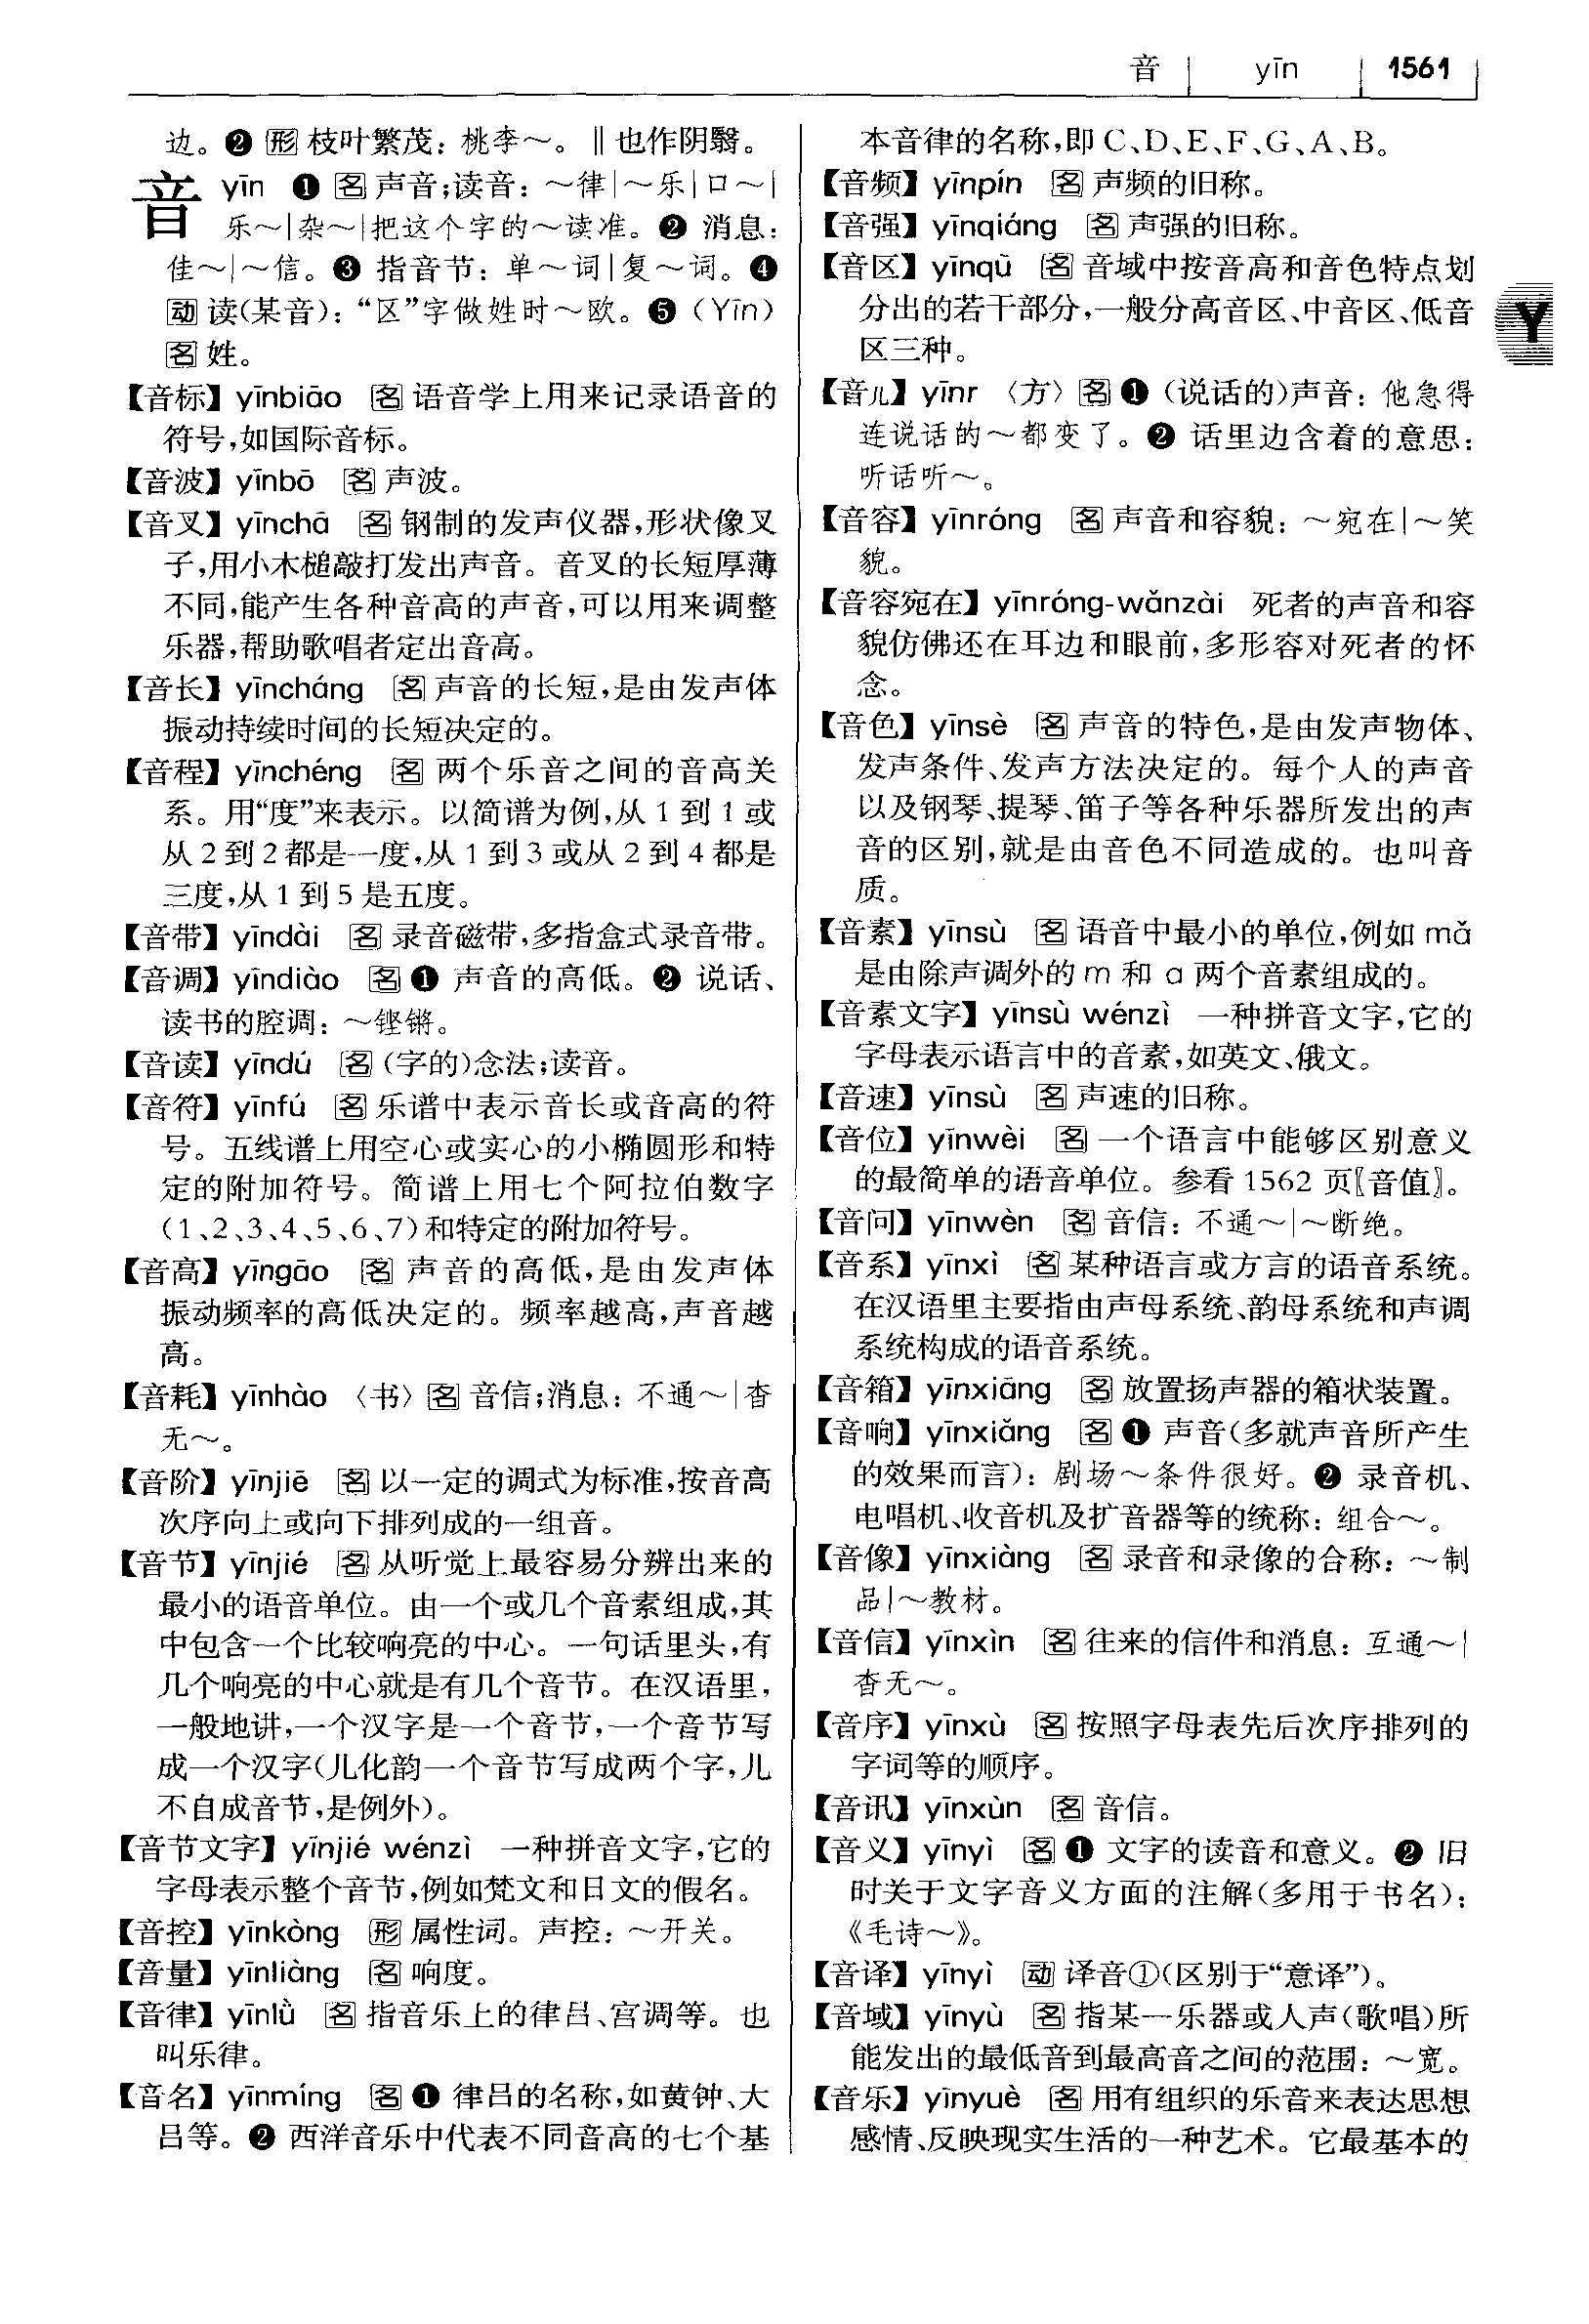 音 | yīn | 1561
边。❷ 形 枝叶繁茂：桃李～。‖也作阴翳。
音 yīn ❶ 名 声音;读音：～律|～乐|口～|
乐～|杂～|把这个字的～读准。❷ 消息：
佳～|～信。❸ 指音节：单～词|复～词。❹
动 读(某音)：“区”字做姓时～欧。❺（Yīn）
名 姓。
【音标】yīnbiāo 名 语音学上用来记录语音的
符号,如国际音标。
【音波】yīnbō 名 声波。
【音叉】yīnchā 名 钢制的发声仪器,形状像叉
子,用小木槌敲打发出声音。音叉的长短厚薄
不同,能产生各种音高的声音,可以用来调整
乐器,帮助歌唱者定出音高。
【音长】yīncháng 名 声音的长短,是由发声体
振动持续时间的长短决定的。
【音程】yīnchéng 名 两个乐音之间的音高关
系。用“度”来表示。以简谱为例,从 1 到 1 或
从 2 到 2 都是一度,从 1 到 3 或从 2 到 4 都是
三度,从 1 到 5 是五度。
【音带】yīndài 名 录音磁带,多指盒式录音带。
【音调】yīndiào 名 ❶ 声音的高低。❷ 说话、
读书的腔调：～铿锵。
【音读】yīndú 名 (字的)念法;读音。
【音符】yīnfú 名 乐谱中表示音长或音高的符
号。五线谱上用空心或实心的小椭圆形和特
定的附加符号。简谱上用七个阿拉伯数字
(1、2、3、4、5、6、7)和特定的附加符号。
【音高】yīngāo 名 声音的高低,是由发声体
振动频率的高低决定的。频率越高,声音越
高。
【音耗】yīnhào 〈书〉名 音信;消息：不通～|杳
无～。
【音阶】yīnjiē 名 以一定的调式为标准,按音高
次序向上或向下排列成的一组音。
【音节】yīnjié 名 从听觉上最容易分辨出来的
最小的语音单位。由一个或几个音素组成,其
中包含一个比较响亮的中心。一句话里头,有
几个响亮的中心就是有几个音节。在汉语里,
一般地讲,一个汉字是一个音节,一个音节写
成一个汉字(儿化韵一个音节写成两个字,儿
不自成音节,是例外)。
【音节文字】yīnjié wénzì 一种拼音文字,它的
字母表示整个音节,例如梵文和日文的假名。
【音控】yīnkòng 形 属性词。声控：～开关。
【音量】yīnliàng 名 响度。
【音律】yīnlǜ 名 指音乐上的律吕、宫调等。也
叫乐律。
【音名】yīnmíng 名 ❶ 律吕的名称,如黄钟、大
吕等。❷ 西洋音乐中代表不同音高的七个基
本音律的名称,即 C、D、E、F、G、A、B。
【音频】yīnpín 名 声频的旧称。
【音强】yīnqiáng 名 声强的旧称。
【音区】yīnqū 名 音域中按音高和音色特点划
分出的若干部分,一般分高音区、中音区、低音
区三种。
Y
【音儿】yīnr 〈方〉名 ❶ (说话的)声音：他急得
连说话的～都变了。❷ 话里边含着的意思：
听话听～。
【音容】yīnróng 名 声音和容貌：～宛在|～笑
貌。
【音容宛在】yīnróng-wǎnzài 死者的声音和容
貌仿佛还在耳边和眼前,多形容对死者的怀
念。
【音色】yīnsè 名 声音的特色,是由发声物体、
发声条件、发声方法决定的。每个人的声音
以及钢琴、提琴、笛子等各种乐器所发出的声
音的区别,就是由音色不同造成的。也叫音
质。
【音素】yīnsù 名 语音中最小的单位,例如 mǎ
是由除声调外的 m 和 ɑ 两个音素组成的。
【音素文字】yīnsù wénzì 一种拼音文字,它的
字母表示语言中的音素,如英文、俄文。
【音速】yīnsù 名 声速的旧称。
【音位】yīnwèi 名 一个语言中能够区别意义
的最简单的语音单位。参看 1562 页〖音值〗。
【音问】yīnwèn 名 音信：不通～|～断绝。
【音系】yīnxì 名 某种语言或方言的语音系统。
在汉语里主要指由声母系统、韵母系统和声调
系统构成的语音系统。
【音箱】yīnxiāng 名 放置扬声器的箱状装置。
【音响】yīnxiǎng 名 ❶ 声音(多就声音所产生
的效果而言)：剧场～条件很好。❷ 录音机、
电唱机、收音机及扩音器等的统称：组合～。
【音像】yīnxiàng 名 录音和录像的合称：～制
品|～教材。
【音信】yīnxìn 名 往来的信件和消息：互通～|
杳无～。
【音序】yīnxù 名 按照字母表先后次序排列的
字词等的顺序。
【音讯】yīnxùn 名 音信。
【音义】yīnyì 名 ❶ 文字的读音和意义。❷ 旧
时关于文字音义方面的注解(多用于书名)：
《毛诗～》。
【音译】yīnyì 动 译音①(区别于“意译”)。
【音域】yīnyù 名 指某一乐器或人声(歌唱)所
能发出的最低音到最高音之间的范围：～宽。
【音乐】yīnyuè 名 用有组织的乐音来表达思想
感情、反映现实生活的一种艺术。它最基本的